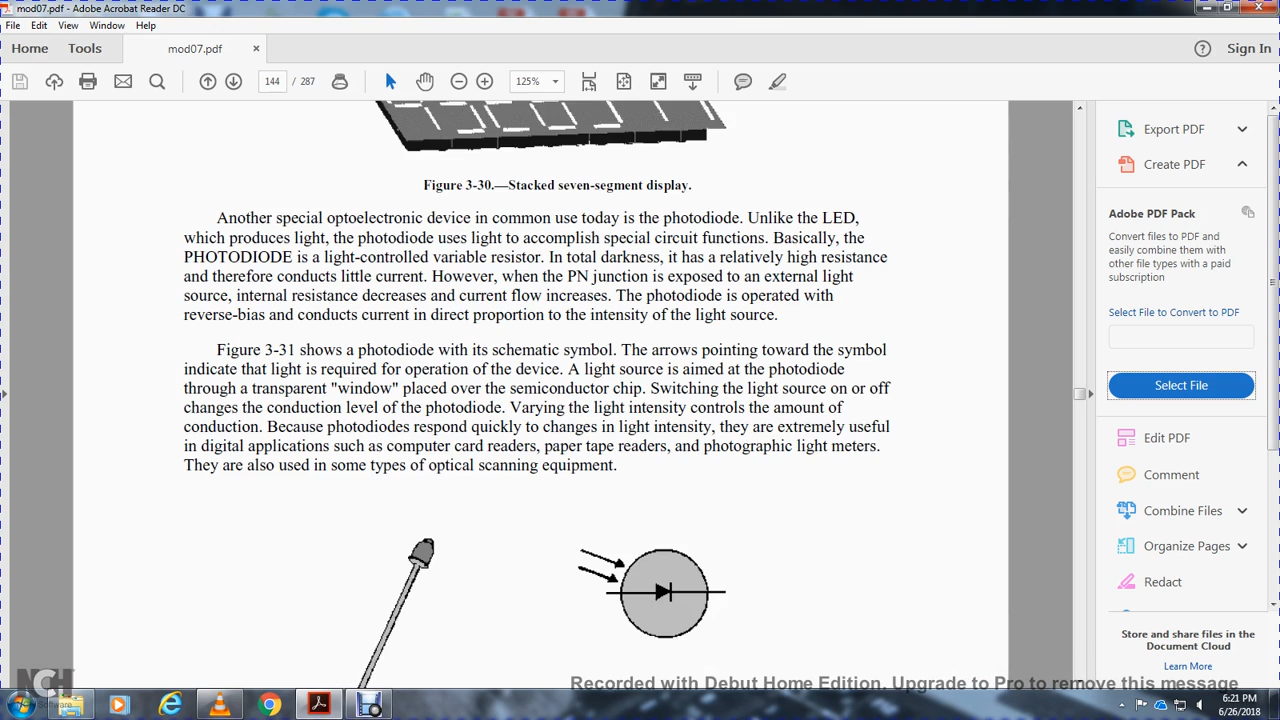 mod07.pdf - Adobe Acrobat Reader DC
File Edit View Window Help
Home Tools mod07.pdf × Sign In
144 / 287 125%
Figure 3-30.—Stacked seven-segment display.
Another special optoelectronic device in common use today is the photodiode. Unlike the LED,
which produces light, the photodiode uses light to accomplish special circuit functions. Basically, the
PHOTODIODE is a light-controlled variable resistor. In total darkness, it has a relatively high resistance
and therefore conducts little current. However, when the PN junction is exposed to an external light
source, internal resistance decreases and current flow increases. The photodiode is operated with
reverse-bias and conducts current in direct proportion to the intensity of the light source.
Figure 3-31 shows a photodiode with its schematic symbol. The arrows pointing toward the symbol
indicate that light is required for operation of the device. A light source is aimed at the photodiode
through a transparent "window" placed over the semiconductor chip. Switching the light source on or off
changes the conduction level of the photodiode. Varying the light intensity controls the amount of
conduction. Because photodiodes respond quickly to changes in light intensity, they are extremely useful
in digital applications such as computer card readers, paper tape readers, and photographic light meters.
They are also used in some types of optical scanning equipment.
Export PDF
Create PDF
Adobe PDF Pack
Convert files to PDF and
easily combine them with
other file types with a paid
subscription
Select File to Convert to PDF
Select File
Edit PDF
Comment
Combine Files
Organize Pages
Redact
Store and share files in the
Document Cloud
Learn More
NCH
Software
Recorded with Debut Home Edition. Upgrade to Pro to remove this message
6:21 PM
6/26/2018